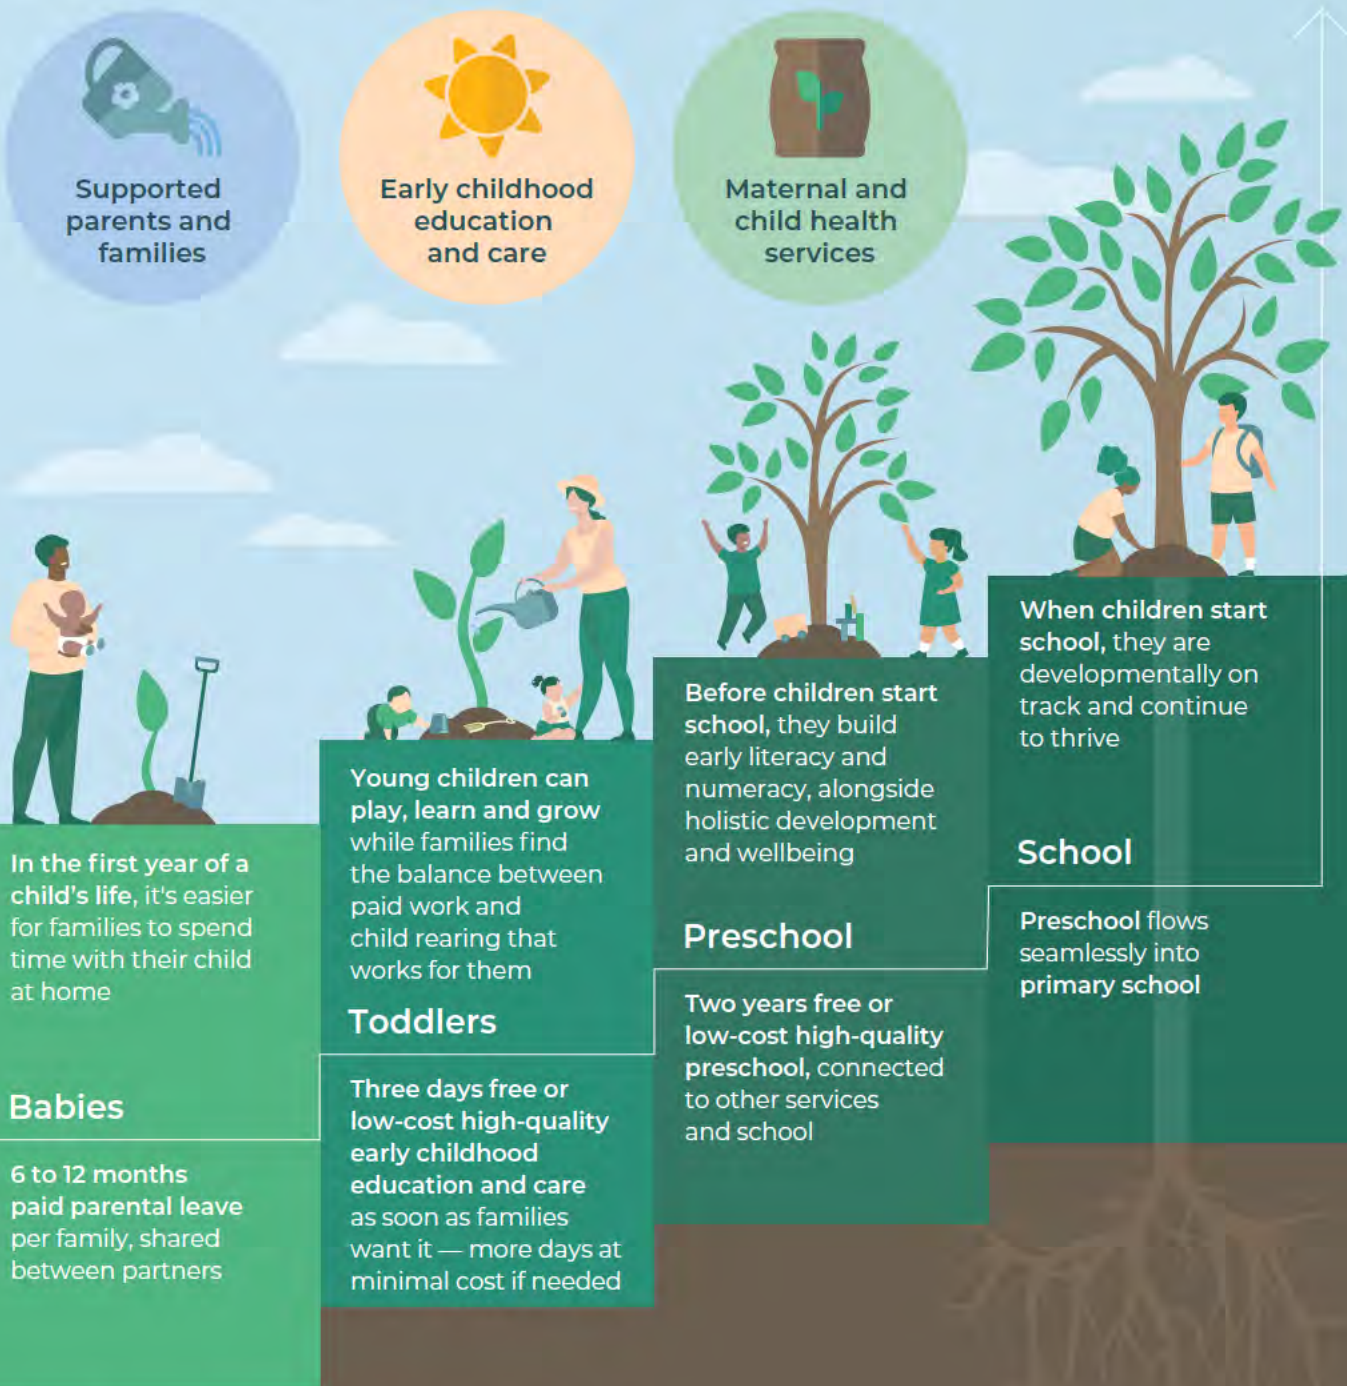 Supported
parents and
families
Early childhood
education
and care
Maternal and
child health
services
In the first year of a
child's life, it's easier
for families to spend
time with their child
at home
Babies
6 to 12 months
paid parental leave
per family, shared
between partners
Young children can
play, learn and grow
while families find
the balance between
paid work and
child rearing that
works for them
Toddlers
Three days free or
low-cost high-quality
early childhood
education and care
as soon as families
want it — more days at
minimal cost if needed
Before children start
school, they build
early literacy and
numeracy, alongside
holistic development
and wellbeing
Preschool
Two years free or
low-cost high-quality
preschool, connected
to other services
and school
When children start
school, they are
developmentally on
track and continue
to thrive
School
Preschool flows
seamlessly into
primary school